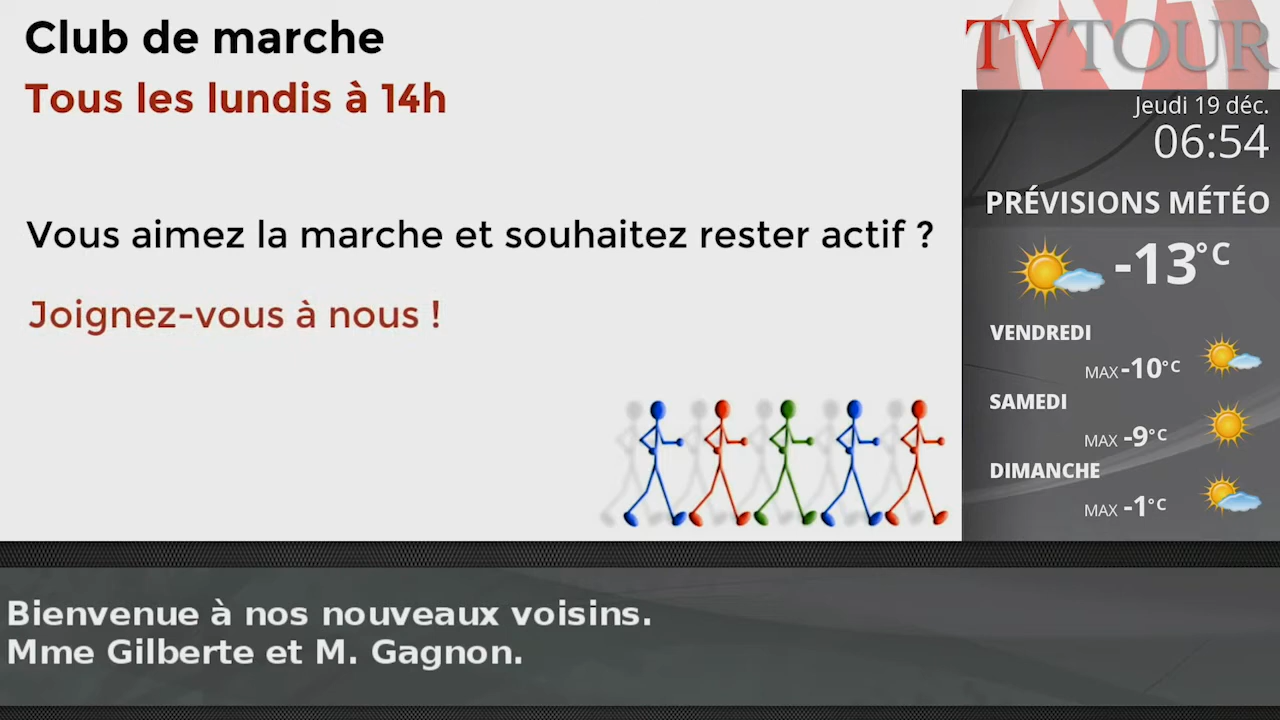 Club de marche
Tous les lundis à 14h
Vous aimez la marche et souhaitez rester actif ?
Joignez-vous à nous !
TVTOUR
Jeudi 19 déc.
06:54
PRÉVISIONS MÉTÉO
-13°C
VENDREDI
MAX -10°C
SAMEDI
MAX -9°C
DIMANCHE
MAX -1°C
Bienvenue à nos nouveaux voisins.
Mme Gilberte et M. Gagnon.